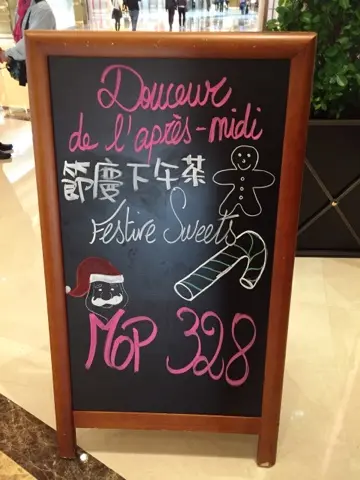 Douceur
de l'après-midi
節慶下午茶
Festive Sweets
MOP 328